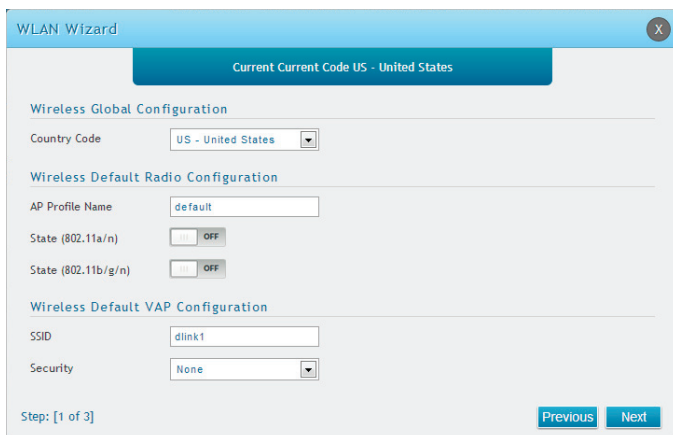 WLAN Wizard
X
Current Current Code US - United States
Wireless Global Configuration
Country Code US - United States
Wireless Default Radio Configuration
AP Profile Name default
State (802.11a/n) OFF
State (802.11b/g/n) OFF
Wireless Default VAP Configuration
SSID dlink1
Security None
Step: [1 of 3] Previous Next